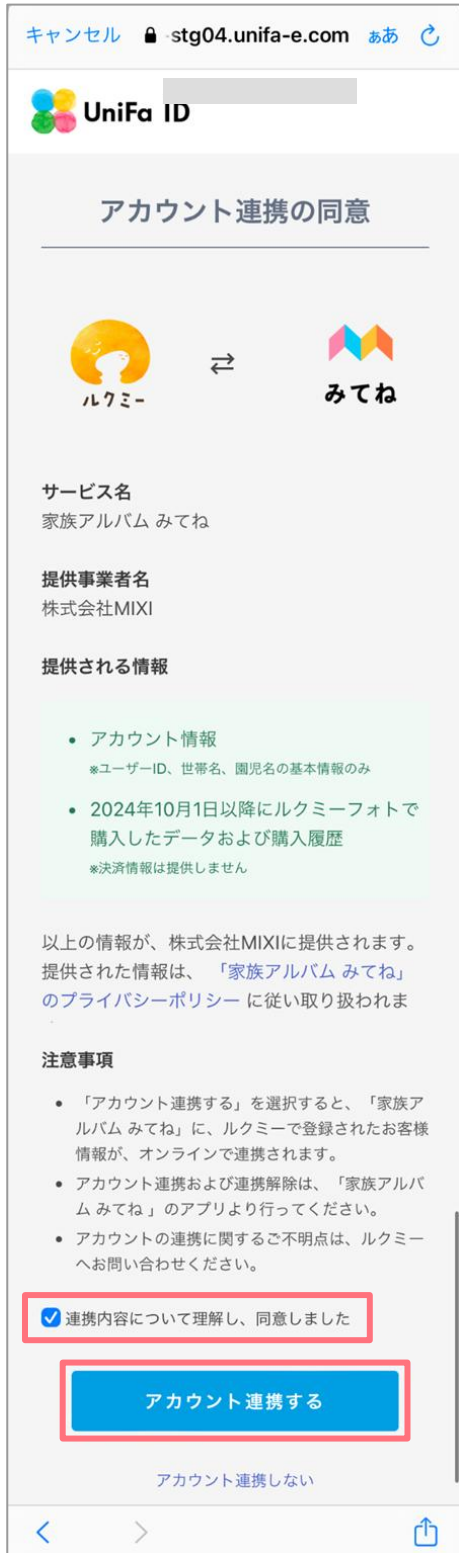 キャンセル stg04.unifa-e.com ぁあ
UniFa ID
アカウント連携の同意
ルクミー
みてね
サービス名
家族アルバム みてね
提供事業者名
株式会社MIXI
提供される情報
• アカウント情報
※ユーザーID、世帯名、園児名の基本情報のみ
• 2024年10月1日以降にルクミーフォトで
購入したデータおよび購入履歴
※決済情報は提供しません
以上の情報が、株式会社MIXIに提供されます。
提供された情報は、「家族アルバム みてね」
のプライバシーポリシー に従い取り扱われま
注意事項
• 「アカウント連携する」を選択すると、「家族ア
ルバム みてね」に、ルクミーで登録されたお客様
情報が、オンラインで連携されます。
• アカウント連携および連携解除は、「家族アルバ
ム みてね 」のアプリより行ってください。
• アカウントの連携に関するご不明点は、ルクミー
へお問い合わせください。
連携内容について理解し、同意しました
アカウント連携する
アカウント連携しない